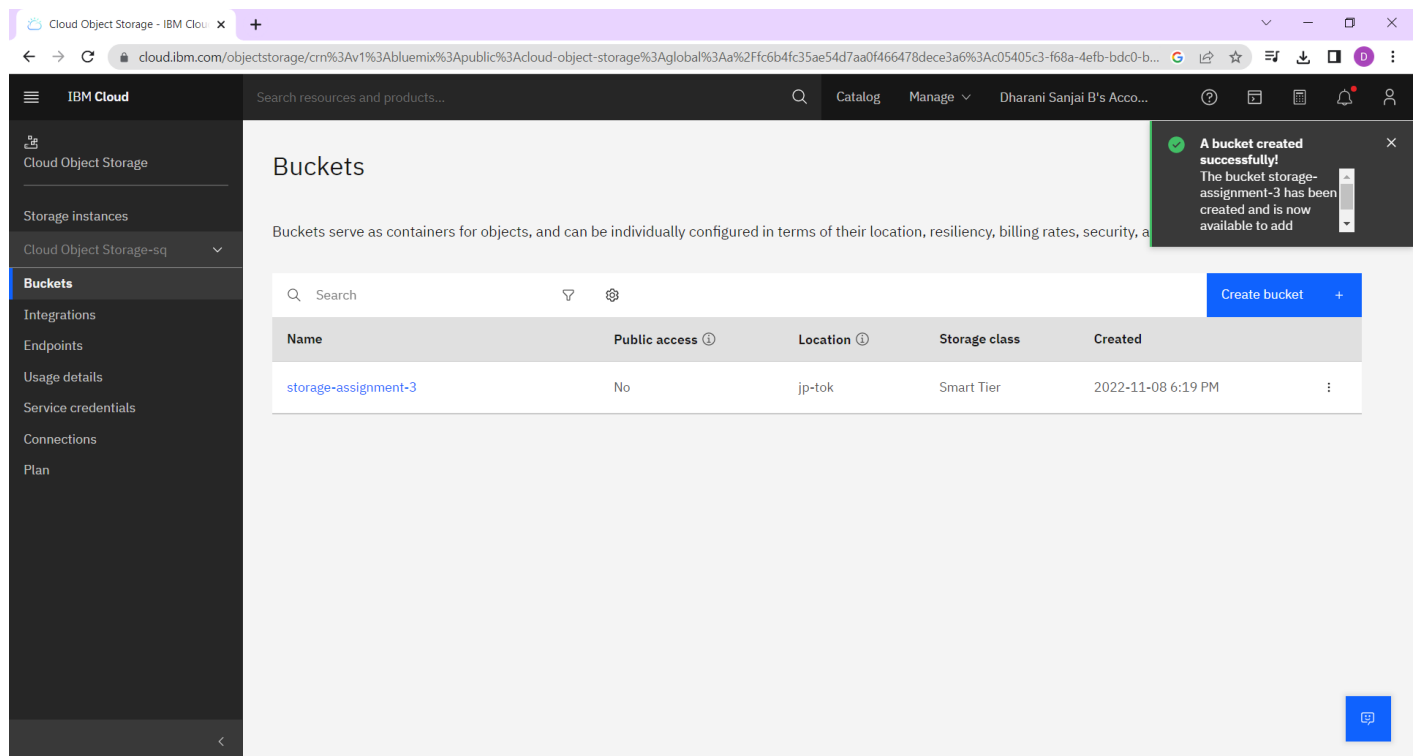 Cloud Object Storage - IBM Clou
cloud.ibm.com/objectstorage/crn%3Av1%3Abluemix%3Apublic%3Acloud-object-storage%3Aglobal%3Aa%2Ffc6b4fc35ae54d7aa0f466478dece3a6%3Ac05405c3-f68a-4efb-bdc0-b...
D
IBM Cloud
Search resources and products...
Catalog
Manage
Dharani Sanjai B's Acco...
Cloud Object Storage
Storage instances
Cloud Object Storage-sq
Buckets
Integrations
Endpoints
Usage details
Service credentials
Connections
Plan
A bucket created
successfully!
The bucket storage-
assignment-3 has been
created and is now
available to add
Buckets
Buckets serve as containers for objects, and can be individually configured in terms of their location, resiliency, billing rates, security, a
Search
Create bucket +
Name Public access Location Storage class Created
storage-assignment-3 No jp-tok Smart Tier 2022-11-08 6:19 PM